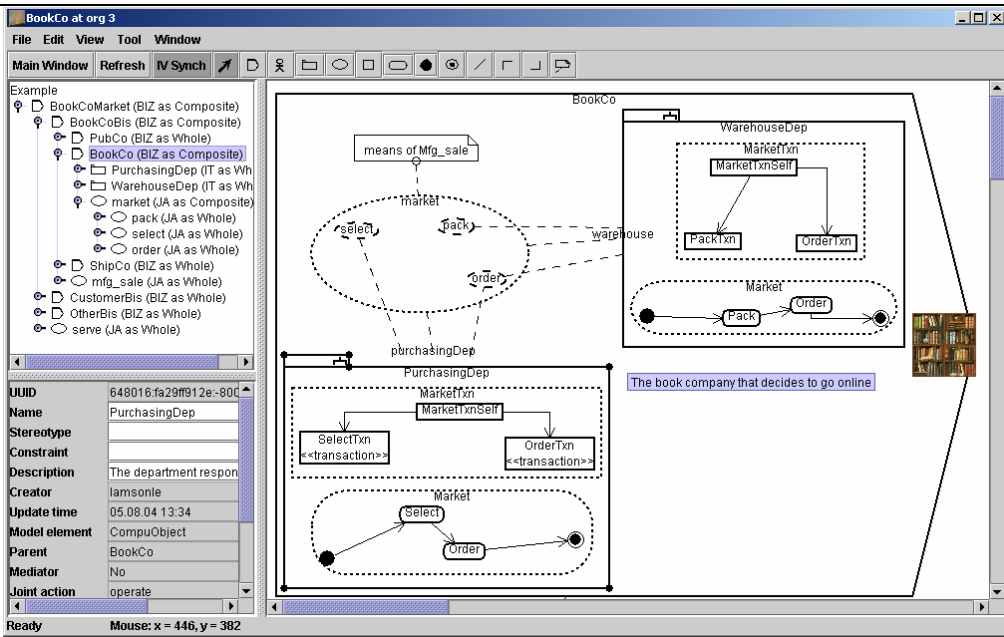 BookCo at org 3
File Edit View Tool Window
Main Window Refresh IV Synch
Example
BookCoMarket (BIZ as Composite)
BookCoBis (BIZ as Composite)
PubCo (BIZ as Whole)
BookCo (BIZ as Composite)
PurchasingDep (IT as Wh
WarehouseDep (IT as Wh
market (JA as Composite)
pack (JA as Whole)
select (JA as Whole)
order (JA as Whole)
ShipCo (BIZ as Whole)
mfg_sale (JA as Whole)
CustomerBis (BIZ as Whole)
OtherBis (BIZ as Whole)
serve (JA as Whole)
UUID 648016:fa29ff912e:-800
Name PurchasingDep
Stereotype
Constraint
Description The department respon
Creator lamsonle
Update time 05.08.04 13:34
Model element CompuObject
Parent BookCo
Mediator No
Joint action operate
BookCo
means of Mfg_sale
market
select
pack
order
warehouse
purchasingDep
WarehouseDep
MarketTxn
MarketTxnSelf
PackTxn
OrderTxn
Market
Pack
Order
The book company that decides to go online
PurchasingDep
MarketTxn
MarketTxnSelf
SelectTxn
<<transaction>>
OrderTxn
<<transaction>>
Market
Select
Order
Ready Mouse: x = 446, y = 382